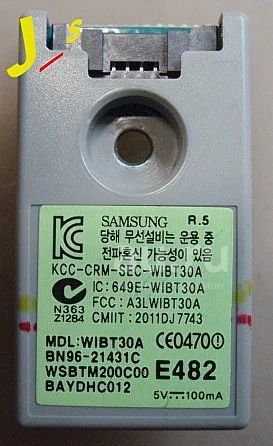 J's
SAMSUNG R.5
당해 무선설비는 운용 중
전파혼신 가능성이 있음
KCC-CRM-SEC-WIBT30A
IC: 649E-WIBT30A
FCC: A3LWIBT30A
CMIIT: 2011DJ7743
N363
Z1284
MDL: WIBT30A CE0470
BN96-21431C
WSBTM200C00 E482
BAYDHC012
5V⎓100mA